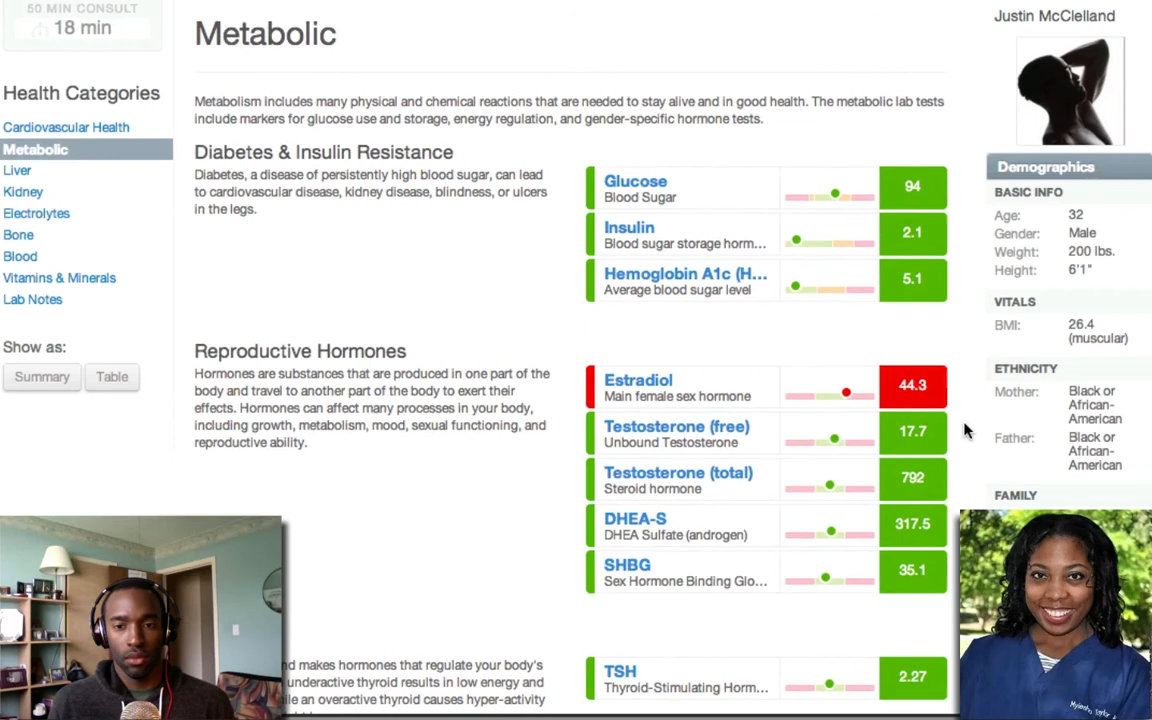 50 MIN CONSULT
18 min
Health Categories
Cardiovascular Health
Metabolic
Liver
Kidney
Electrolytes
Bone
Blood
Vitamins & Minerals
Lab Notes
Show as:
Summary
Table
Metabolic
Metabolism includes many physical and chemical reactions that are needed to stay alive and in good health. The metabolic lab tests
include markers for glucose use and storage, energy regulation, and gender-specific hormone tests.
Diabetes & Insulin Resistance
Diabetes, a disease of persistently high blood sugar, can lead
to cardiovascular disease, kidney disease, blindness, or ulcers
in the legs.
Glucose
Blood Sugar
94
Insulin
Blood sugar storage horm...
2.1
Hemoglobin A1c (H...
Average blood sugar level
5.1
Reproductive Hormones
Hormones are substances that are produced in one part of the
body and travel to another part of the body to exert their
effects. Hormones can affect many processes in your body,
including growth, metabolism, mood, sexual functioning, and
reproductive ability.
Estradiol
Main female sex hormone
44.3
Testosterone (free)
Unbound Testosterone
17.7
Testosterone (total)
Steroid hormone
792
DHEA-S
DHEA Sulfate (androgen)
317.5
SHBG
Sex Hormone Binding Glo...
35.1
nd makes hormones that regulate your body's
underactive thyroid results in low energy and
ile an overactive thyroid causes hyper-activity
TSH
Thyroid-Stimulating Horm...
2.27
Justin McClelland
Demographics
BASIC INFO
Age: 32
Gender: Male
Weight: 200 lbs.
Height: 6'1"
VITALS
BMI: 26.4
(muscular)
ETHNICITY
Mother: Black or
African-
American
Father: Black or
African-
American
FAMILY